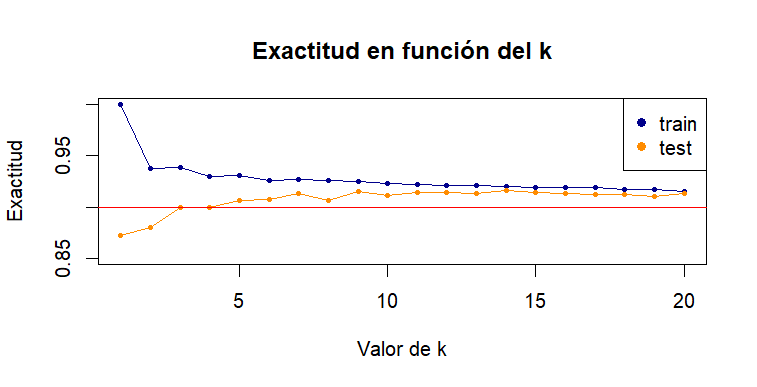 Exactitud en función del k
Exactitud
0.95
0.85
train
test
5
10
15
20
Valor de k